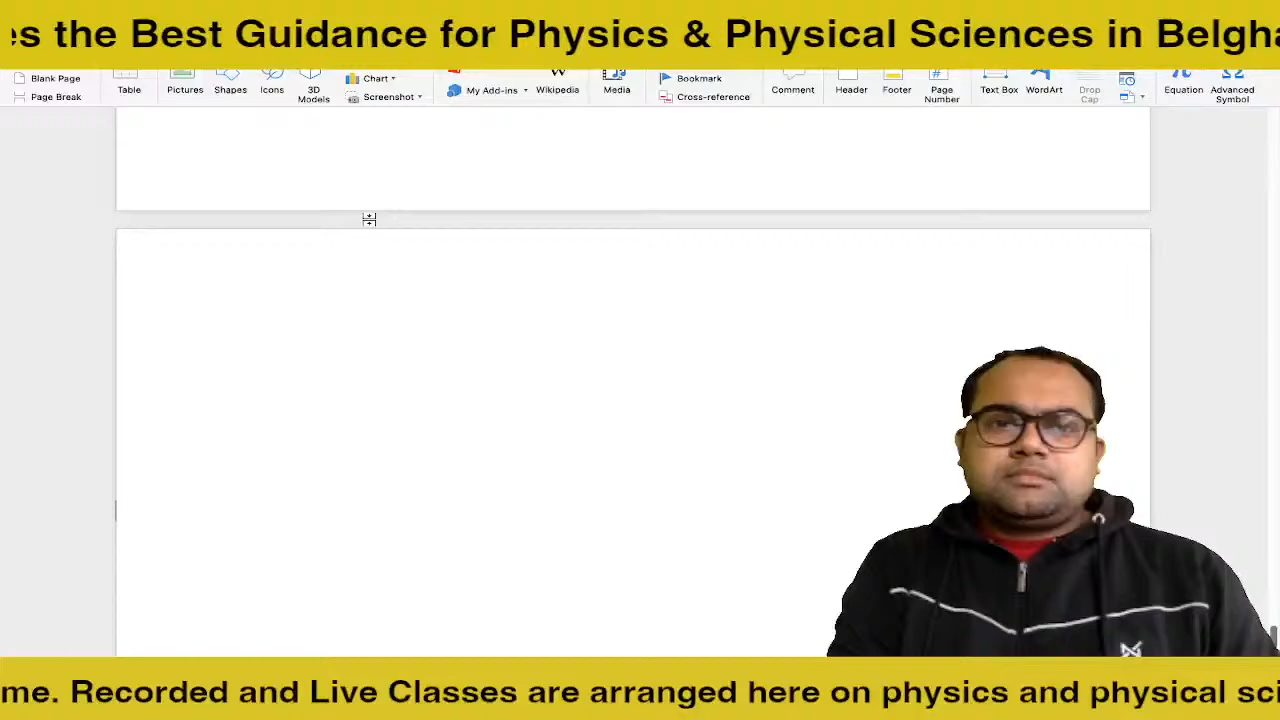 es the Best Guidance for Physics & Physical Sciences in Belgha
Blank Page
Page Break
Table
Pictures
Shapes
Icons
3D Models
Chart
Screenshot
My Add-ins
Wikipedia
Media
Bookmark
Cross-reference
Comment
Header
Footer
Page Number
Text Box
WordArt
Drop Cap
Equation
Advanced Symbol
me. Recorded and Live Classes are arranged here on physics and physical sci